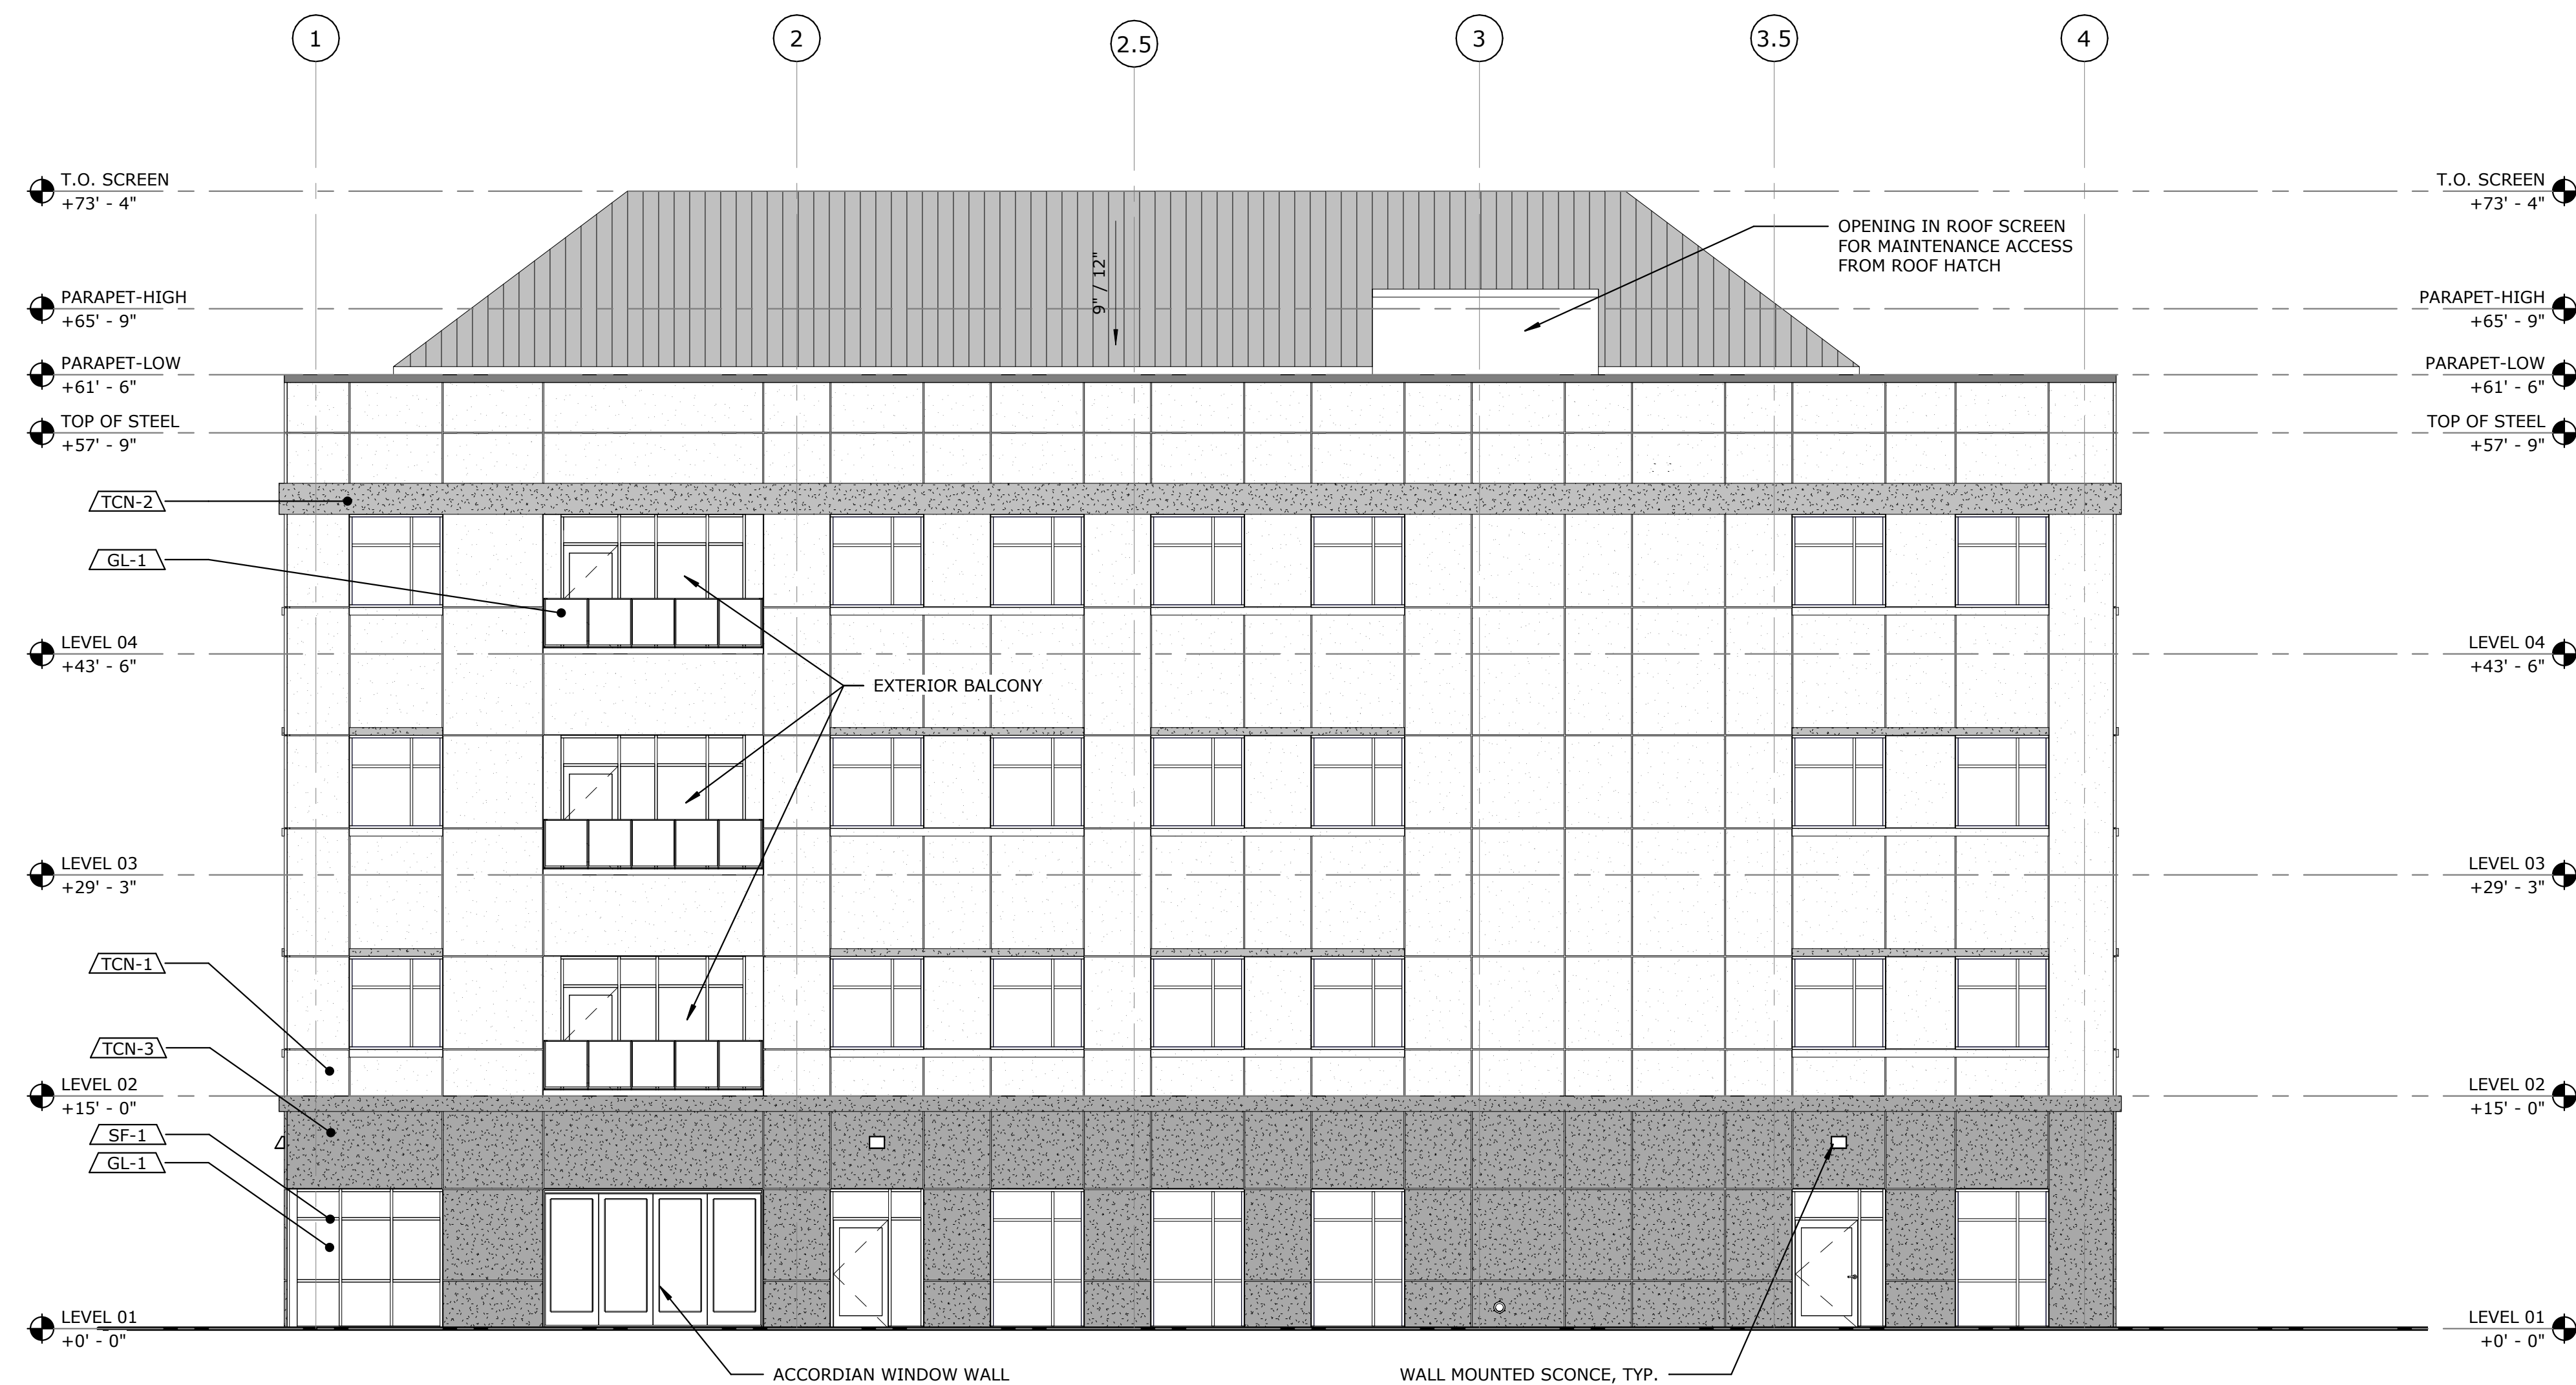 1
2
2.5
3
3.5
4
T.O. SCREEN
+73' - 4"
T.O. SCREEN
+73' - 4"
OPENING IN ROOF SCREEN
FOR MAINTENANCE ACCESS
FROM ROOF HATCH
9" / 12"
PARAPET-HIGH
+65' - 9"
PARAPET-HIGH
+65' - 9"
PARAPET-LOW
+61' - 6"
PARAPET-LOW
+61' - 6"
TOP OF STEEL
+57' - 9"
TOP OF STEEL
+57' - 9"
TCN-2
GL-1
LEVEL 04
+43' - 6"
LEVEL 04
+43' - 6"
EXTERIOR BALCONY
LEVEL 03
+29' - 3"
LEVEL 03
+29' - 3"
TCN-1
TCN-3
LEVEL 02
+15' - 0"
LEVEL 02
+15' - 0"
SF-1
GL-1
LEVEL 01
+0' - 0"
LEVEL 01
+0' - 0"
ACCORDIAN WINDOW WALL
WALL MOUNTED SCONCE, TYP.